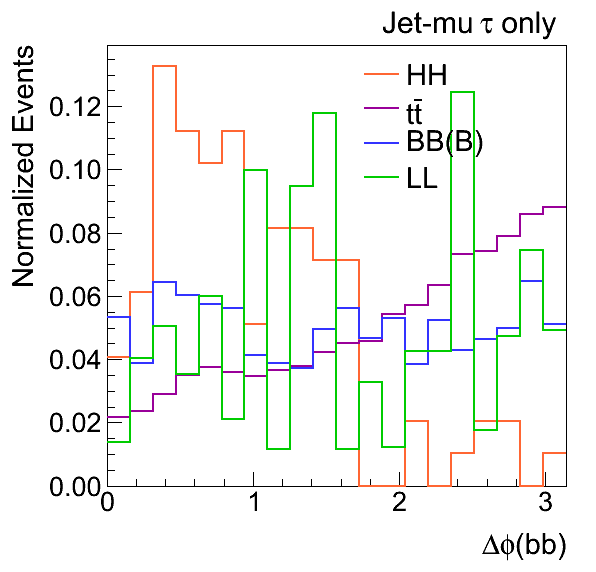 Jet-mu τ only
Normalized Events
HH
tt̄
BB(B)
LL
0.12
0.10
0.08
0.06
0.04
0.02
0.00
0 1 2 3
Δϕ(bb)